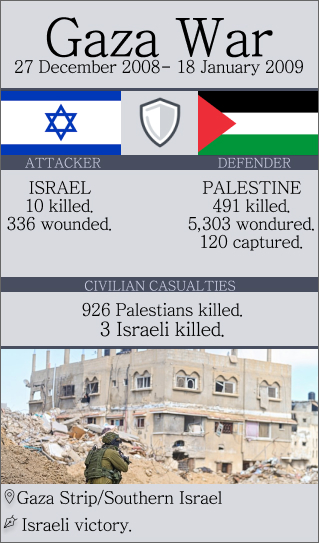 Gaza War
27 December 2008- 18 January 2009
ATTACKER
DEFENDER
ISRAEL
10 killed.
336 wounded.
PALESTINE
491 killed.
5,303 wondured.
120 captured.
CIVILIAN CASUALTIES
926 Palestians killed.
3 Israeli killed.
Gaza Strip/Southern Israel
Israeli victory.